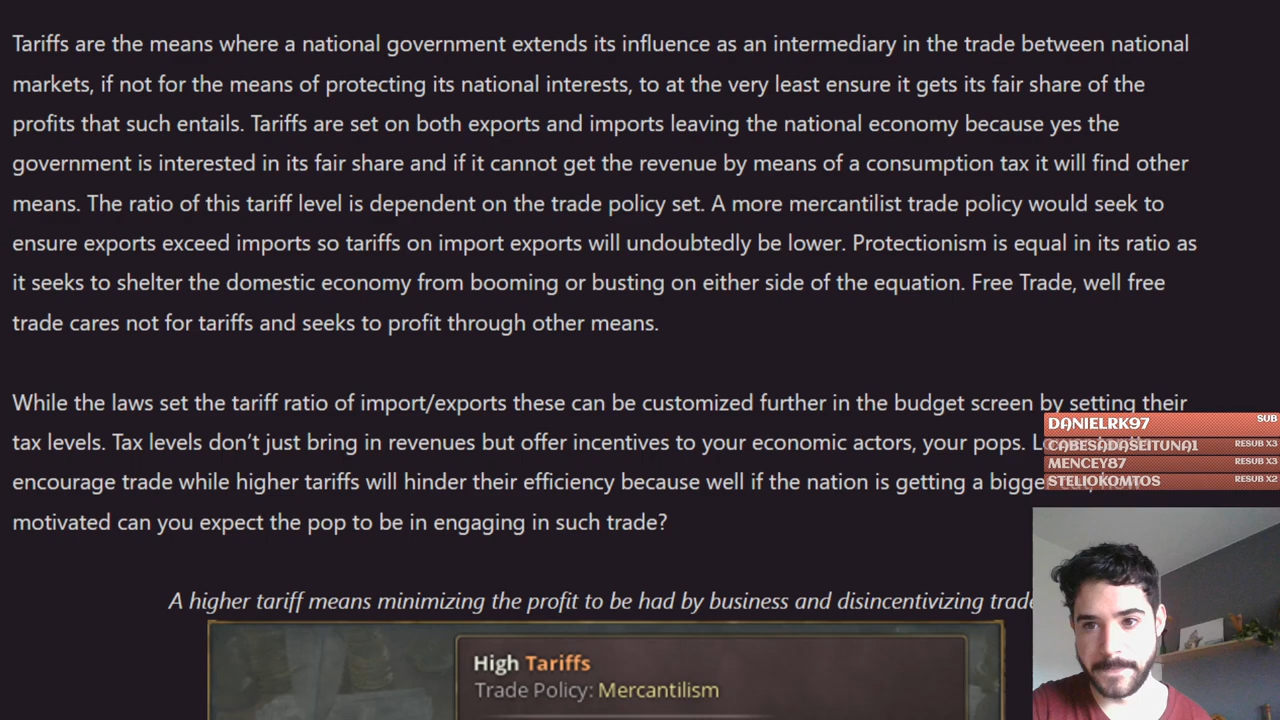 Tariffs are the means where a national government extends its influence as an intermediary in the trade between national
markets, if not for the means of protecting its national interests, to at the very least ensure it gets its fair share of the
profits that such entails. Tariffs are set on both exports and imports leaving the national economy because yes the
government is interested in its fair share and if it cannot get the revenue by means of a consumption tax it will find other
means. The ratio of this tariff level is dependent on the trade policy set. A more mercantilist trade policy would seek to
ensure exports exceed imports so tariffs on import exports will undoubtedly be lower. Protectionism is equal in its ratio as
it seeks to shelter the domestic economy from booming or busting on either side of the equation. Free Trade, well free
trade cares not for tariffs and seeks to profit through other means.
While the laws set the tariff ratio of import/exports these can be customized further in the budget screen by setting their
tax levels. Tax levels don't just bring in revenues but offer incentives to your economic actors, your pops.
encourage trade while higher tariffs will hinder their efficiency because well if the nation is getting a bigger
motivated can you expect the pop to be in engaging in such trade?
DANIELRK97 SUB
CABESADASEITUNA1 RESUB X3
MENCEY87 RESUB X3
STELIOKOMTOS RESUB X2
A higher tariff means minimizing the profit to be had by business and disincentivizing trade
High Tariffs
Trade Policy: Mercantilism